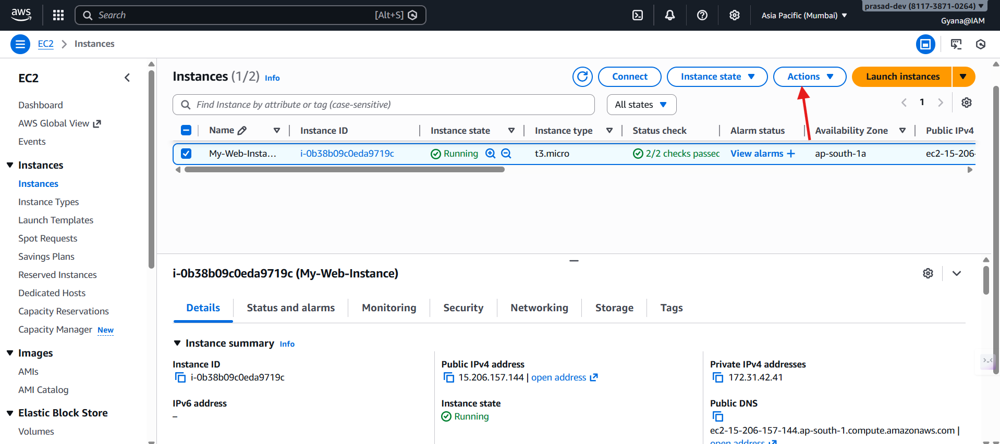 aws
Search
[Alt+S]
Asia Pacific (Mumbai)
prasad-dev (8117-3871-0264)
Gyana@IAM
EC2
Instances
EC2
Dashboard
AWS Global View
Events
Instances
Instances
Instance Types
Launch Templates
Spot Requests
Savings Plans
Reserved Instances
Dedicated Hosts
Capacity Reservations
Capacity Manager New
Images
AMIs
AMI Catalog
Elastic Block Store
Volumes
Instances (1/2) Info
Connect
Instance state
Actions
Launch instances
Find Instance by attribute or tag (case-sensitive)
All states
1
Name
Instance ID
Instance state
Instance type
Status check
Alarm status
Availability Zone
Public IPv4
My-Web-Insta...
i-0b38b09c0eda9719c
Running
t3.micro
2/2 checks passed
View alarms +
ap-south-1a
ec2-15-206-
i-0b38b09c0eda9719c (My-Web-Instance)
Details
Status and alarms
Monitoring
Security
Networking
Storage
Tags
Instance summary Info
Instance ID
i-0b38b09c0eda9719c
Public IPv4 address
15.206.157.144 | open address
Private IPv4 addresses
172.31.42.41
IPv6 address
–
Instance state
Running
Public DNS
ec2-15-206-157-144.ap-south-1.compute.amazonaws.com |
open address